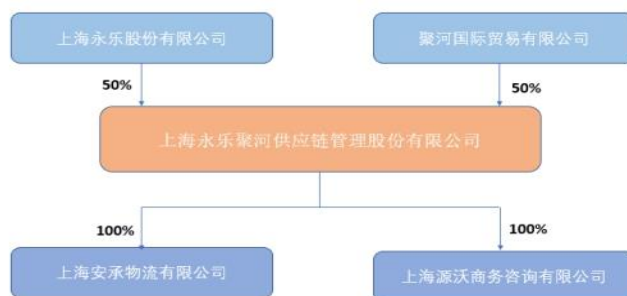 上海永乐股份有限公司
聚河国际贸易有限公司
50%
50%
上海永乐聚河供应链管理股份有限公司
100%
100%
上海安承物流有限公司
上海源沃商务咨询有限公司